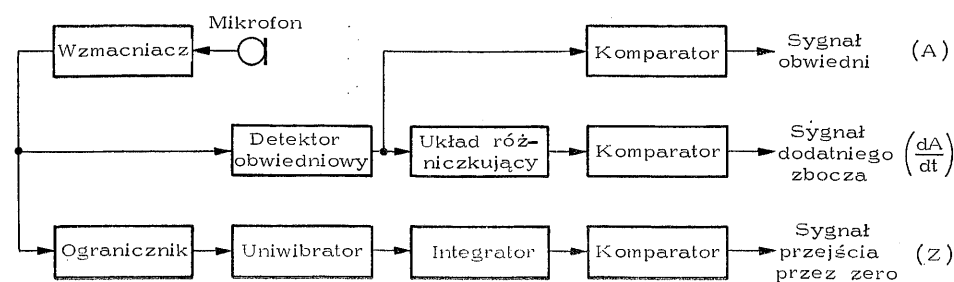 Mikrofon
Wzmacniacz
Komparator
Sygnał
obwiedni
(A)
Detektor
obwiedniowy
Układ róż-
niczkujący
Komparator
Sygnał
dodatniego
zbocza
(dA
dt)
Ogranicznik
Uniwibrator
Integrator
Komparator
Sygnał
przejścia
przez zero
(Z)